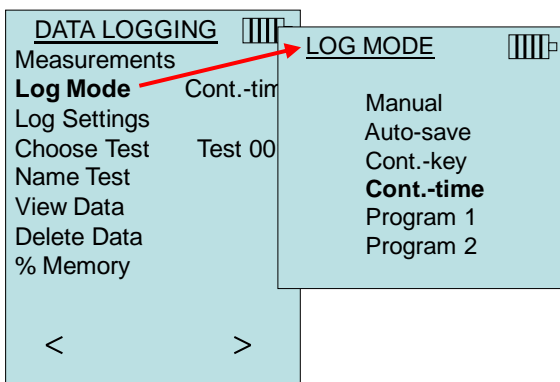 DATA LOGGING
Measurements
Log Mode Cont.-tim
Log Settings
Choose Test Test 00
Name Test
View Data
Delete Data
% Memory
< >
LOG MODE
Manual
Auto-save
Cont.-key
Cont.-time
Program 1
Program 2